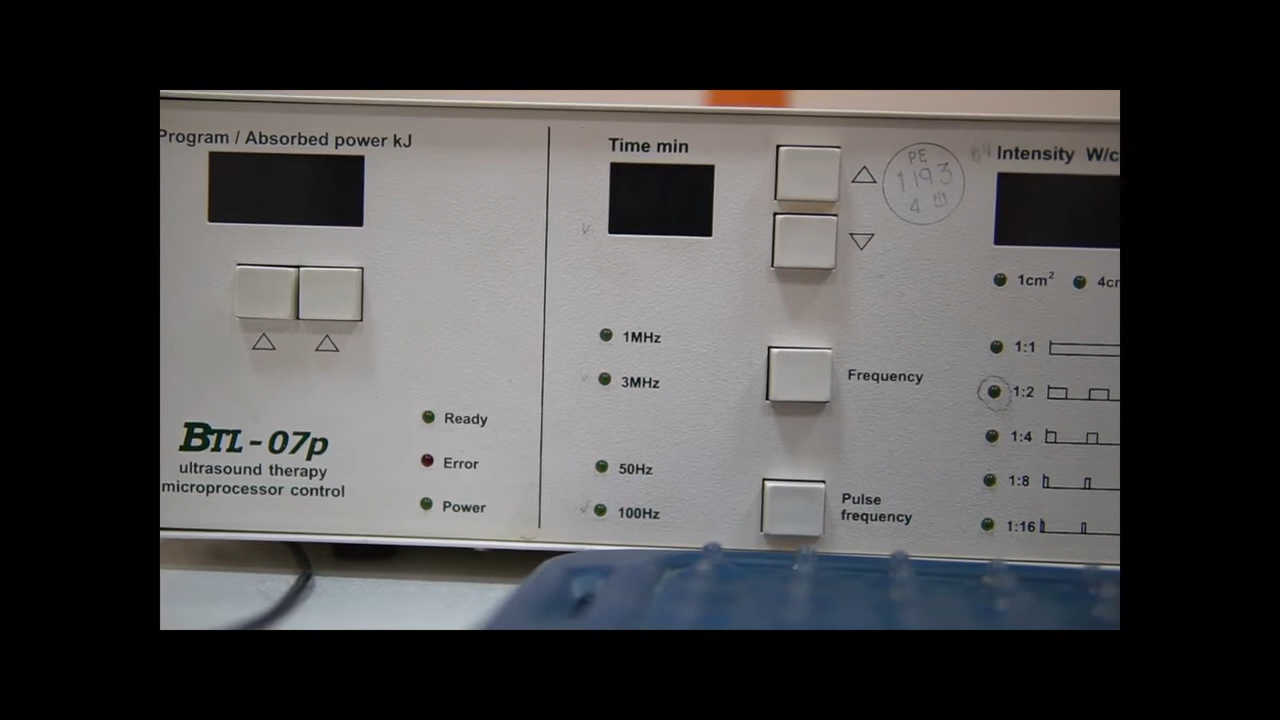 Program / Absorbed power kJ
BTL - 07p
ultrasound therapy
microprocessor control
Ready
Error
Power
Time min
1MHz
3MHz
50Hz
100Hz
Frequency
Pulse
frequency
PE
1193
4
Intensity W/c
1cm²
4c
1:1
1:2
1:4
1:8
1:16